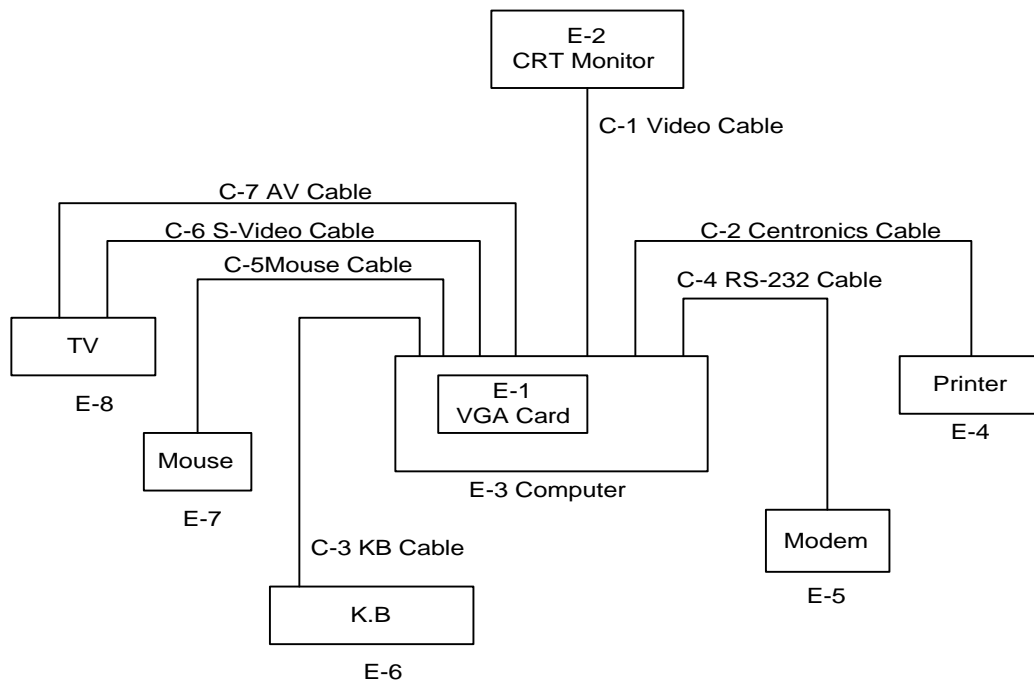 E-2
CRT Monitor
C-1 Video Cable
C-7 AV Cable
C-6 S-Video Cable
C-2 Centronics Cable
C-5Mouse Cable
C-4 RS-232 Cable
TV
E-8
E-1
VGA Card
Printer
E-4
Mouse
E-7
E-3 Computer
C-3 KB Cable
Modem
E-5
K.B
E-6